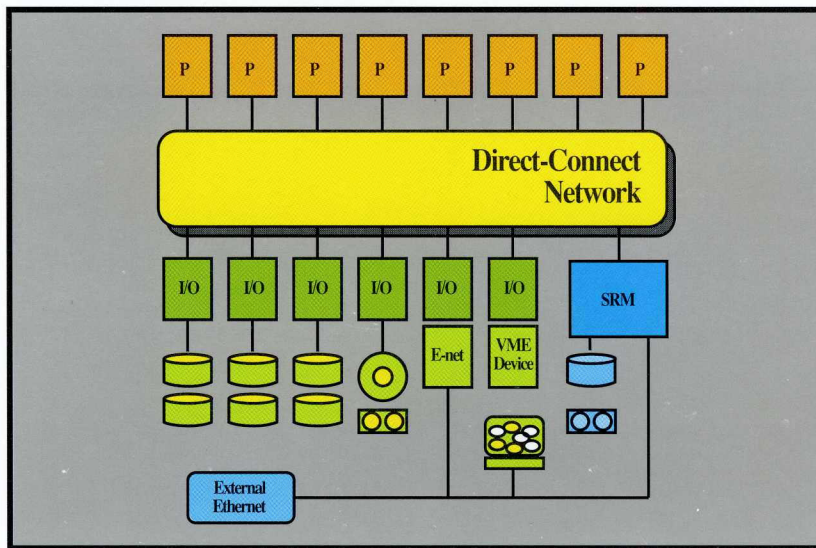 P P P P P P P P
Direct-Connect
Network
I/O I/O I/O I/O I/O I/O SRM
E-net VME
Device
External
Ethernet